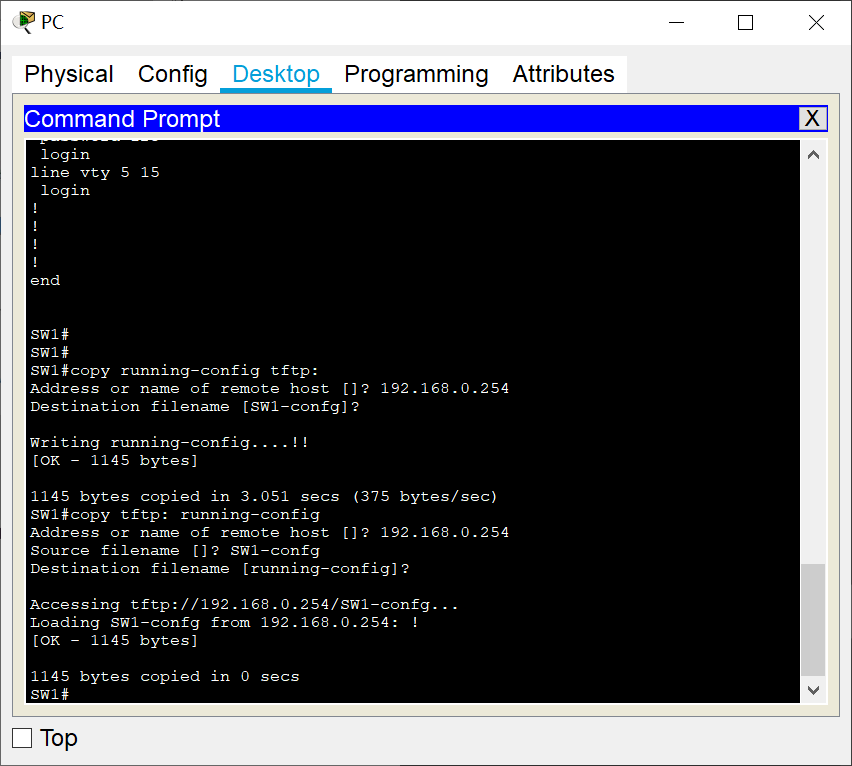 PC
Physical Config Desktop Programming Attributes
Command Prompt X
login
line vty 5 15
login
!
!
!
!
end
SW1#
SW1#
SW1#copy running-config tftp:
Address or name of remote host []? 192.168.0.254
Destination filename [SW1-confg]?
Writing running-config....!!
[OK - 1145 bytes]
1145 bytes copied in 3.051 secs (375 bytes/sec)
SW1#copy tftp: running-config
Address or name of remote host []? 192.168.0.254
Source filename []? SW1-confg
Destination filename [running-config]?
Accessing tftp://192.168.0.254/SW1-confg...
Loading SW1-confg from 192.168.0.254: !
[OK - 1145 bytes]
1145 bytes copied in 0 secs
SW1#
Top